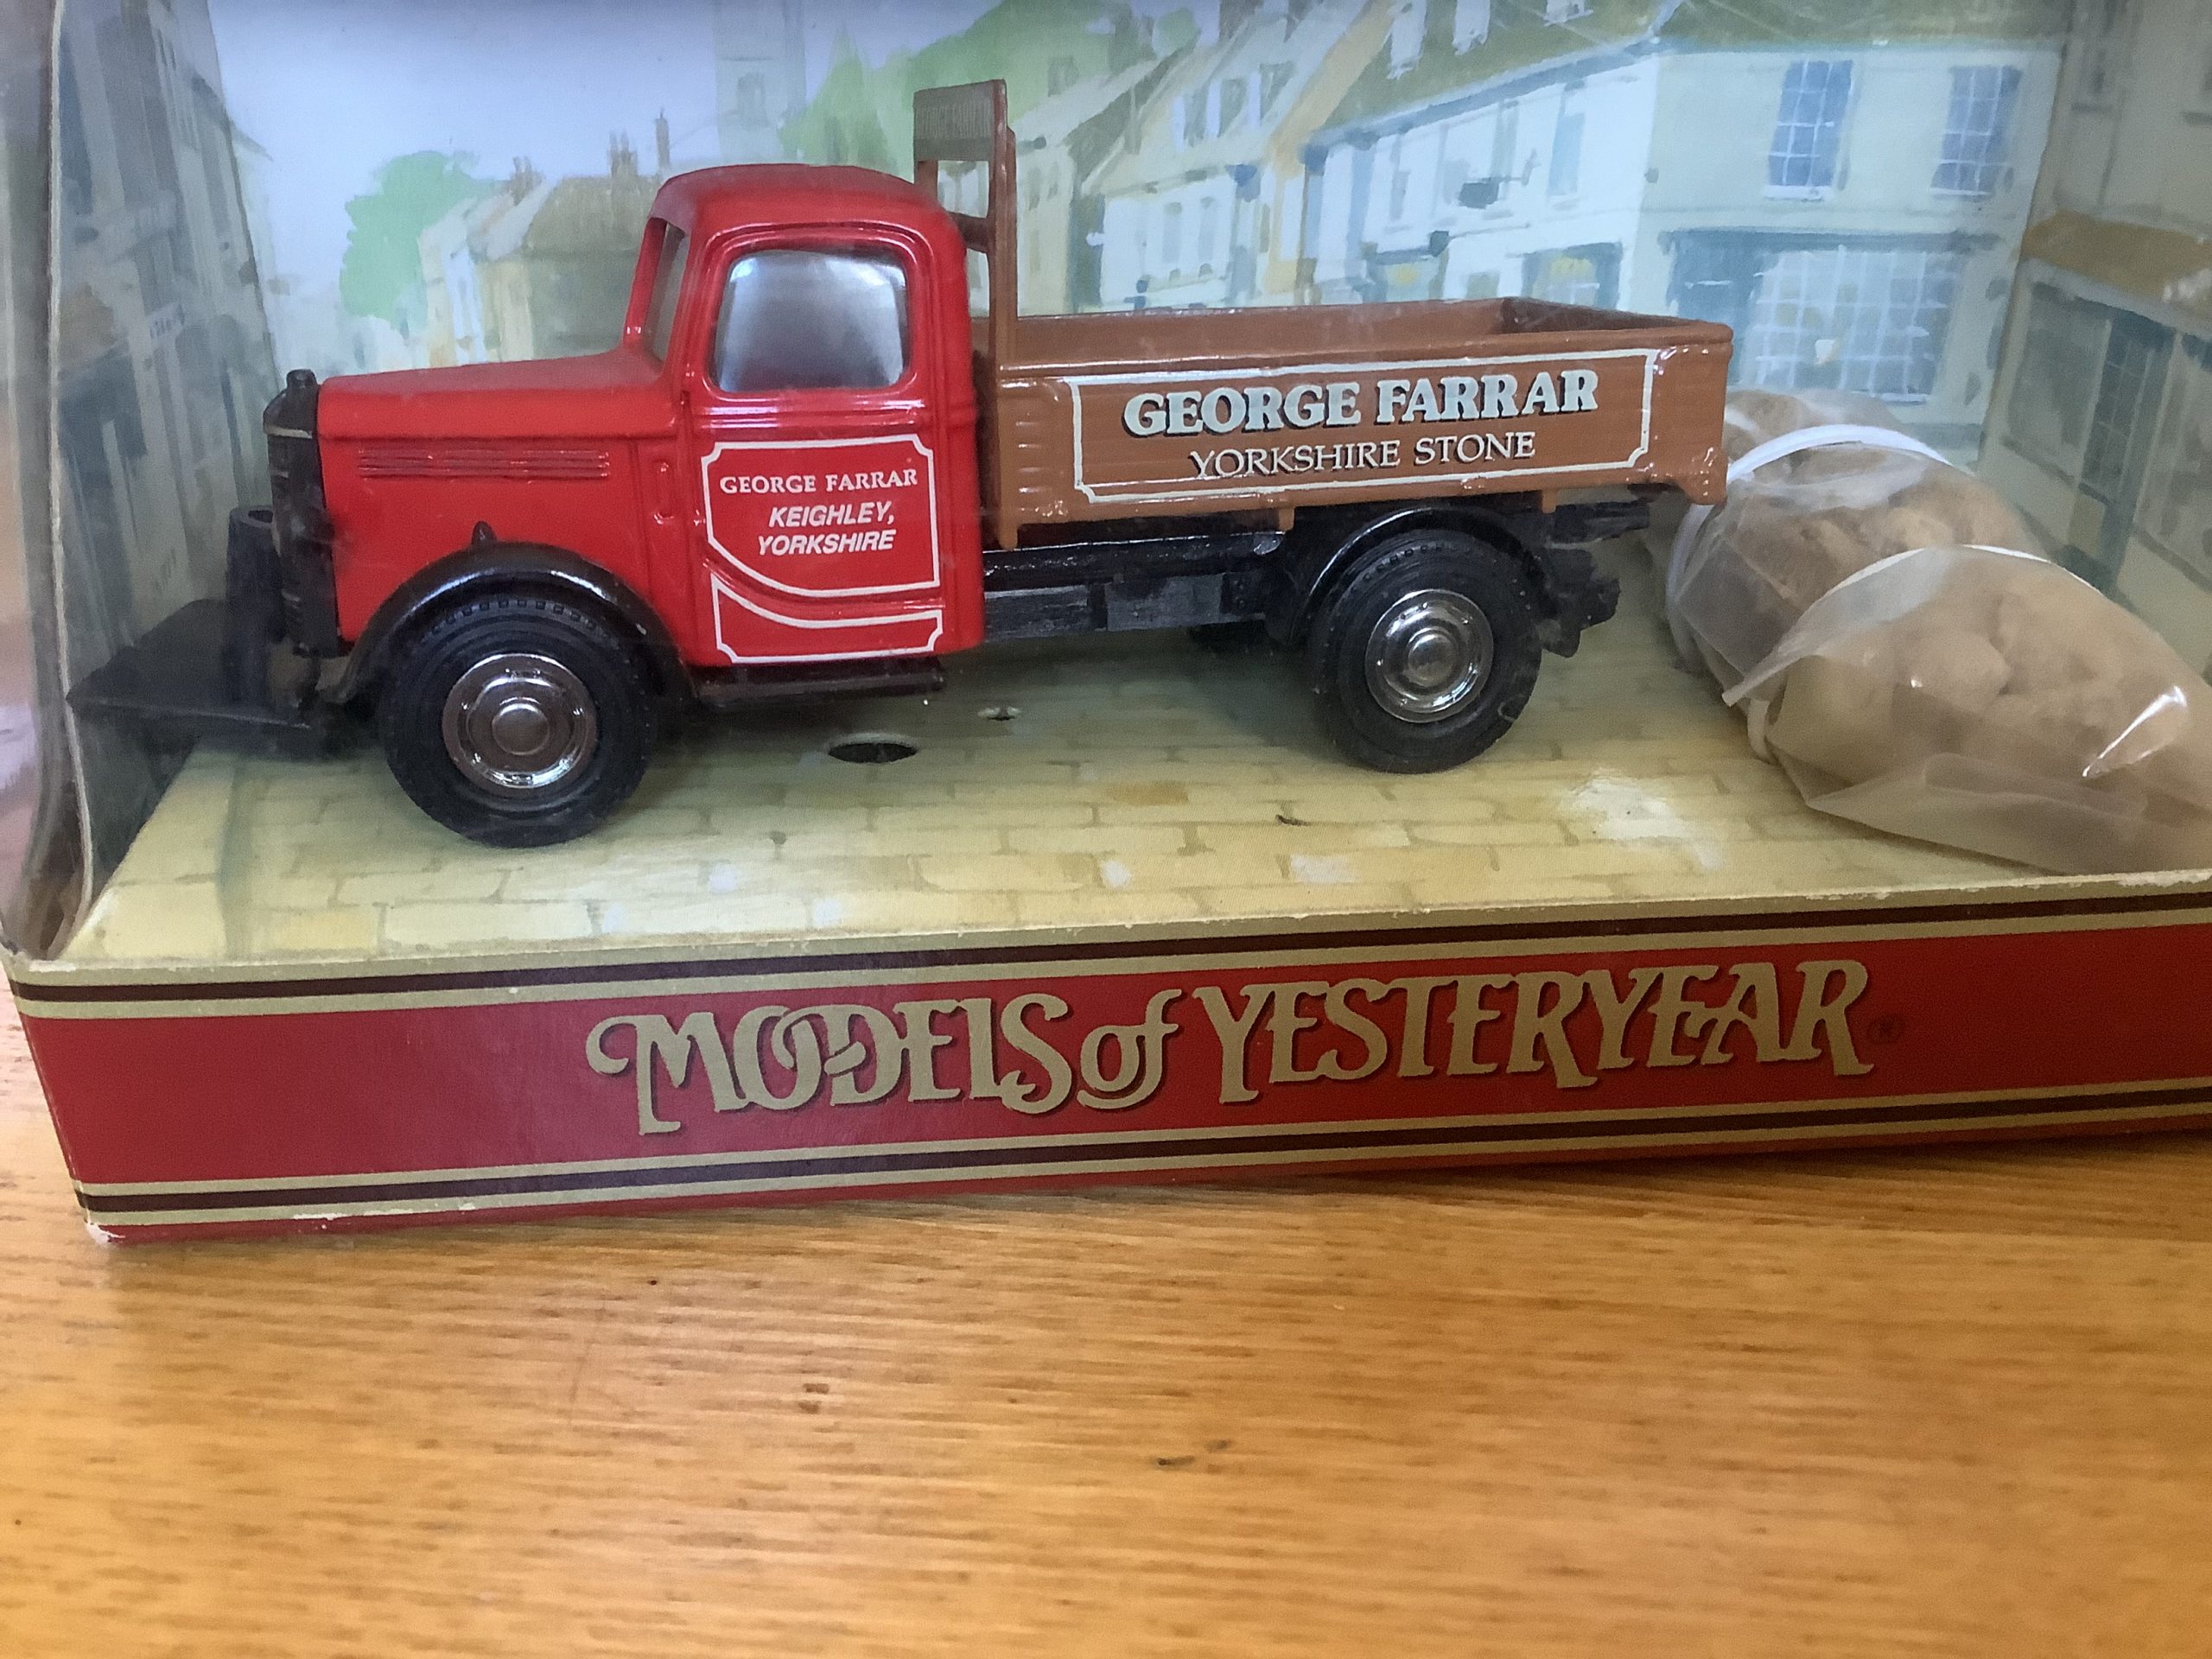 GEORGE FARRAR
YORKSHIRE STONE
GEORGE FARRAR
KEIGHLEY,
YORKSHIRE
MODELS of YESTERYEAR ®